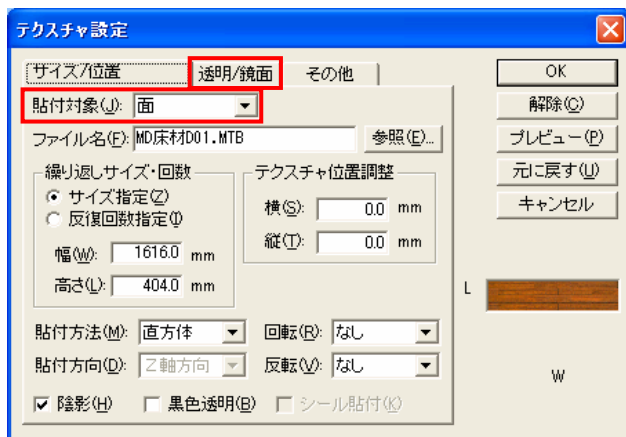 テクスチャ設定
サイズ/位置 透明/鏡面 その他
貼付対象(J): 面
ファイル名(F): MD床材D01.MTB 参照(E)...
繰り返しサイズ・回数
サイズ指定(Z)
反復回数指定(I)
幅(W): 1616.0 mm
高さ(L): 404.0 mm
テクスチャ位置調整
横(S): 0.0 mm
縦(T): 0.0 mm
貼付方法(M): 直方体 回転(R): なし
貼付方向(D): Z軸方向 反転(V): なし
陰影(H) 黒色透明(B) シール貼付(K)
OK
解除(C)
プレビュー(P)
元に戻す(U)
キャンセル
L
W